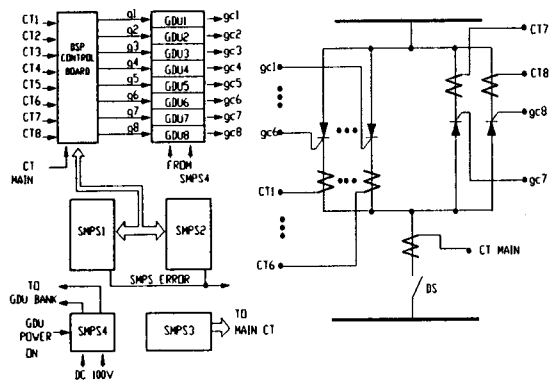 CT1
CT2
CT3
CT4
CT5
CT6
CT7
CT8
DSP
CONTROL
BOARD
g1
g2
g3
g4
g5
g6
g7
g8
GDU1
GDU2
GDU3
GDU4
GDU5
GDU6
GDU7
GDU8
gc1
gc2
gc3
gc4
gc5
gc6
gc7
gc8
CT
MAIN
FROM
SMPS4
SMPS1
SMPS2
SMPS ERROR
TO
GDU BANK
GDU
POWER
ON
SMPS4
DC 100V
SMPS3
TO
MAIN CT
gc1
gc6
CT1
CT6
CT7
CT8
gc8
gc7
CT MAIN
DS